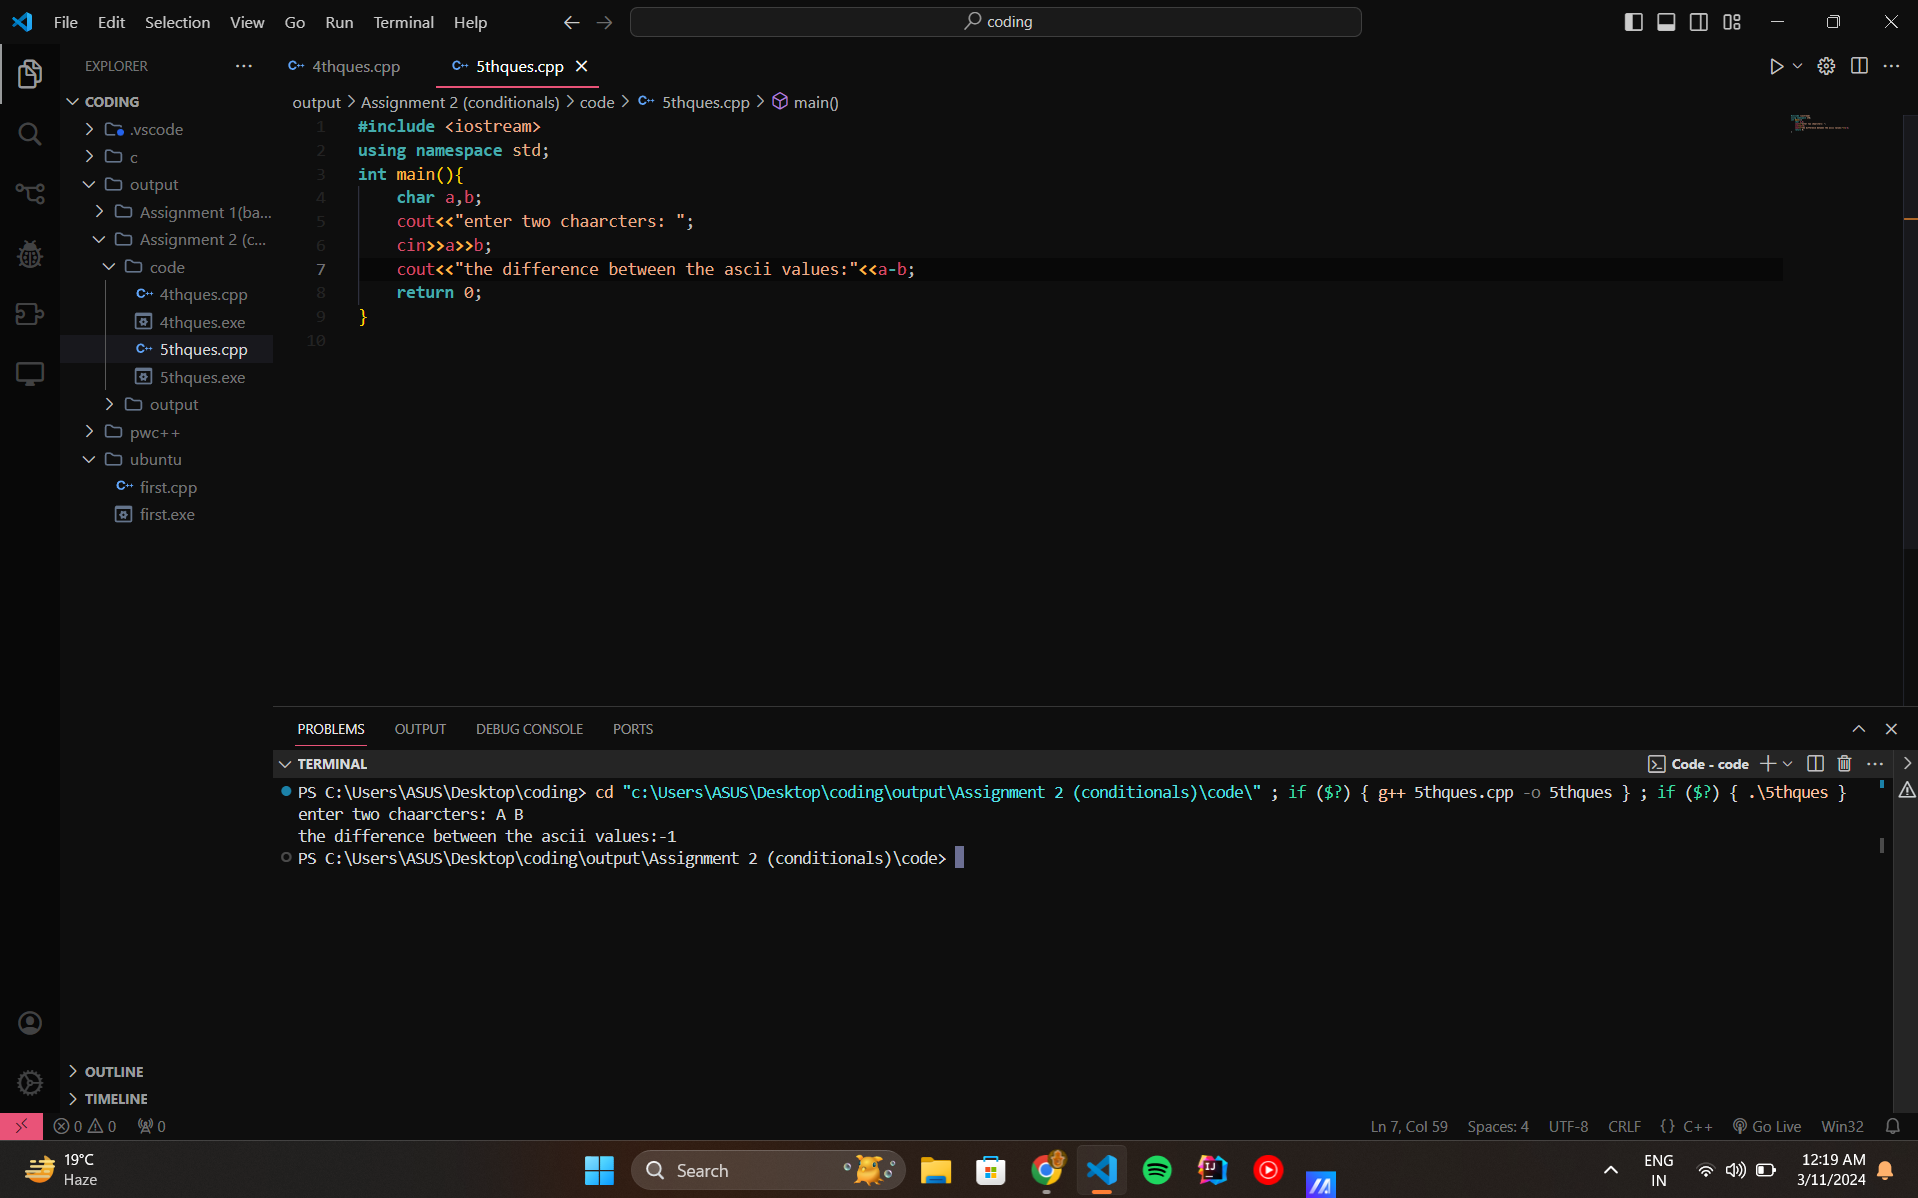 File Edit Selection View Go Run Terminal Help
coding
EXPLORER
4thques.cpp
5thques.cpp
CODING
.vscode
c
output
Assignment 1(ba...
Assignment 2 (c...
code
4thques.cpp
4thques.exe
5thques.cpp
5thques.exe
output
pwc++
ubuntu
first.cpp
first.exe
OUTLINE
TIMELINE
output > Assignment 2 (conditionals) > code > 5thques.cpp > main()
1 #include <iostream>
2 using namespace std;
3 int main(){
4 char a,b;
5 cout<<"enter two chaarcters: ";
6 cin>>a>>b;
7 cout<<"the difference between the ascii values:"<<a-b;
8 return 0;
9 }
10
PROBLEMS OUTPUT DEBUG CONSOLE PORTS
TERMINAL
Code - code
PS C:\Users\ASUS\Desktop\coding> cd "c:\Users\ASUS\Desktop\coding\output\Assignment 2 (conditionals)\code\" ; if ($?) { g++ 5thques.cpp -o 5thques } ; if ($?) { .\5thques }
enter two chaarcters: A B
the difference between the ascii values:-1
PS C:\Users\ASUS\Desktop\coding\output\Assignment 2 (conditionals)\code>
0 0 0
Ln 7, Col 59 Spaces: 4 UTF-8 CRLF {} C++ Go Live Win32
19°C
Haze
Search
ENG
IN
12:19 AM
3/11/2024